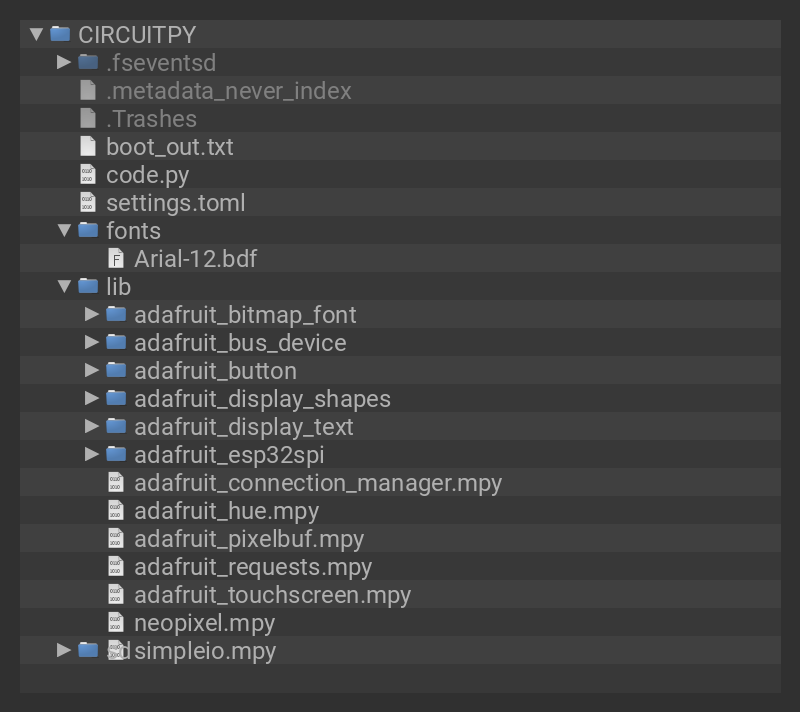 CIRCUITPY
.fseventsd
.metadata_never_index
.Trashes
boot_out.txt
code.py
settings.toml
fonts
Arial-12.bdf
lib
adafruit_bitmap_font
adafruit_bus_device
adafruit_button
adafruit_display_shapes
adafruit_display_text
adafruit_esp32spi
adafruit_connection_manager.mpy
adafruit_hue.mpy
adafruit_pixelbuf.mpy
adafruit_requests.mpy
adafruit_touchscreen.mpy
neopixel.mpy
sd simpleio.mpy